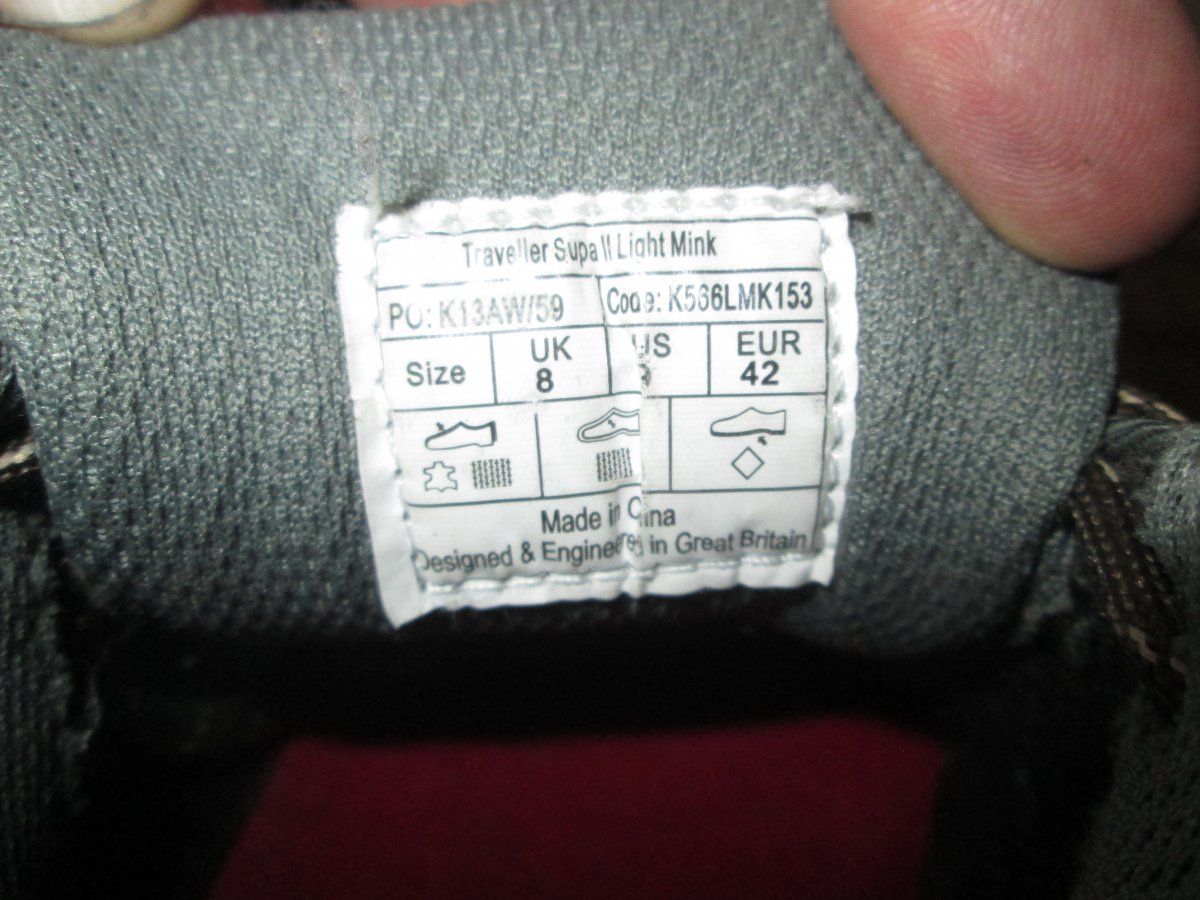 Traveller Supa II Light Mink
PO: K13AW/59 Code: K566LMK153
Size UK US EUR
8 42
Made in China
Designed & Engineered in Great Britain